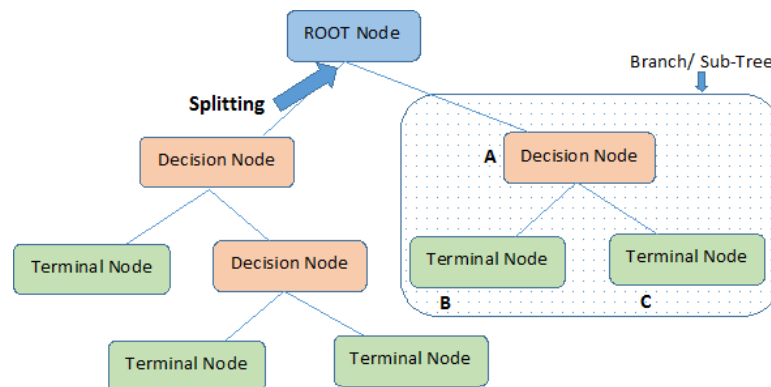 ROOT Node
Branch/ Sub-Tree
Splitting
Decision Node
A
Decision Node
Terminal Node
Decision Node
Terminal Node
Terminal Node
B
C
Terminal Node
Terminal Node